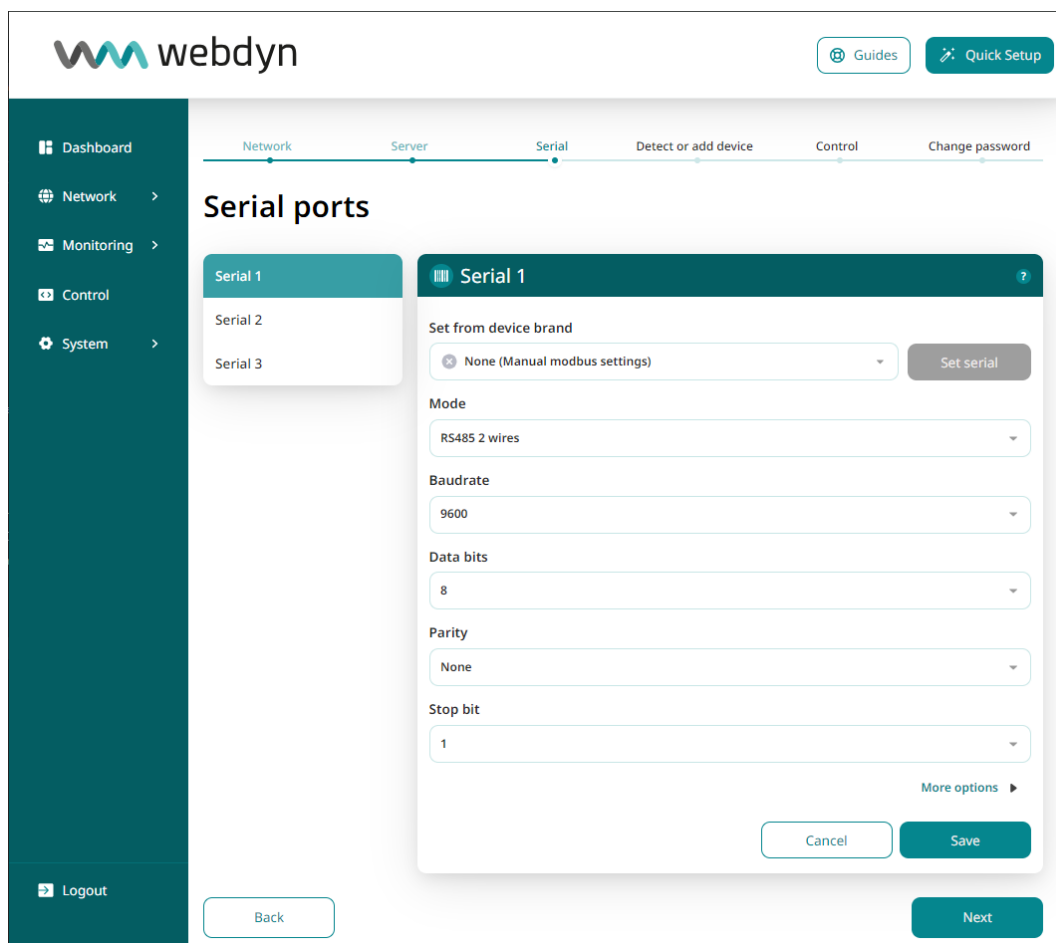 webdyn
Guides
Quick Setup
Dashboard
Network
Monitoring
Control
System
Logout
Network
Server
Serial
Detect or add device
Control
Change password
Serial ports
Serial 1
Serial 2
Serial 3
Serial 1
?
Set from device brand
None (Manual modbus settings)
Set serial
Mode
RS485 2 wires
Baudrate
9600
Data bits
8
Parity
None
Stop bit
1
More options
Cancel
Save
Back
Next